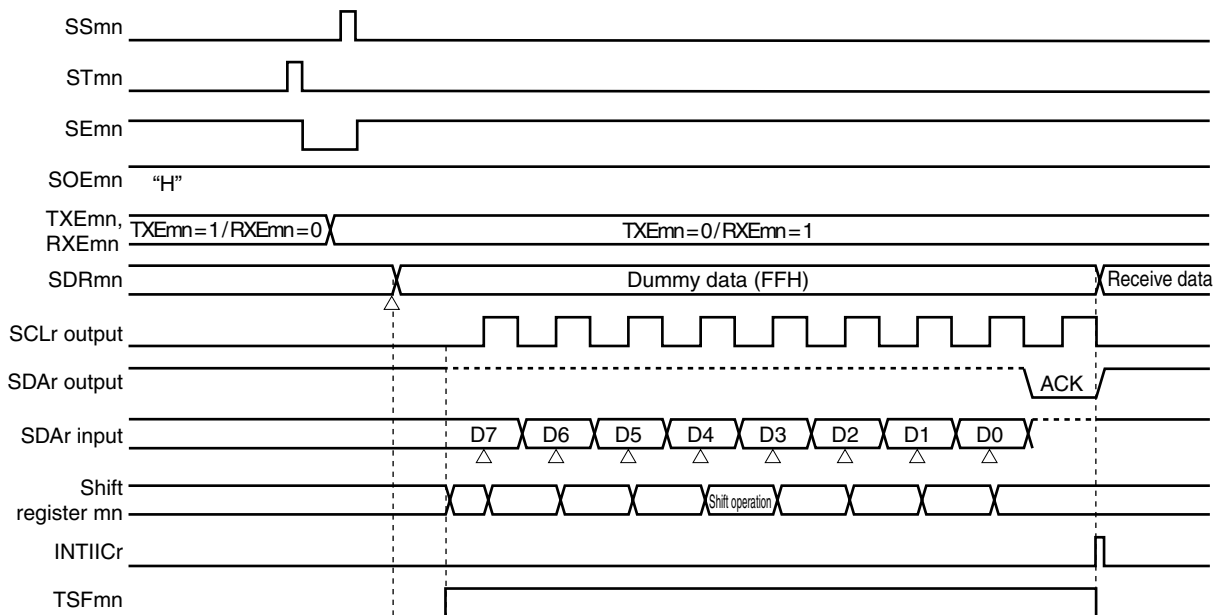 SSmn
STmn
SEmn
SOEmn "H"
TXEmn,
RXEmn
TXEmn=1/RXEmn=0
TXEmn=0/RXEmn=1
SDRmn
Dummy data (FFH)
Receive data
SCLr output
SDAr output
ACK
SDAr input
D7 D6 D5 D4 D3 D2 D1 D0
Shift
register mn
Shift operation
INTIICr
TSFmn